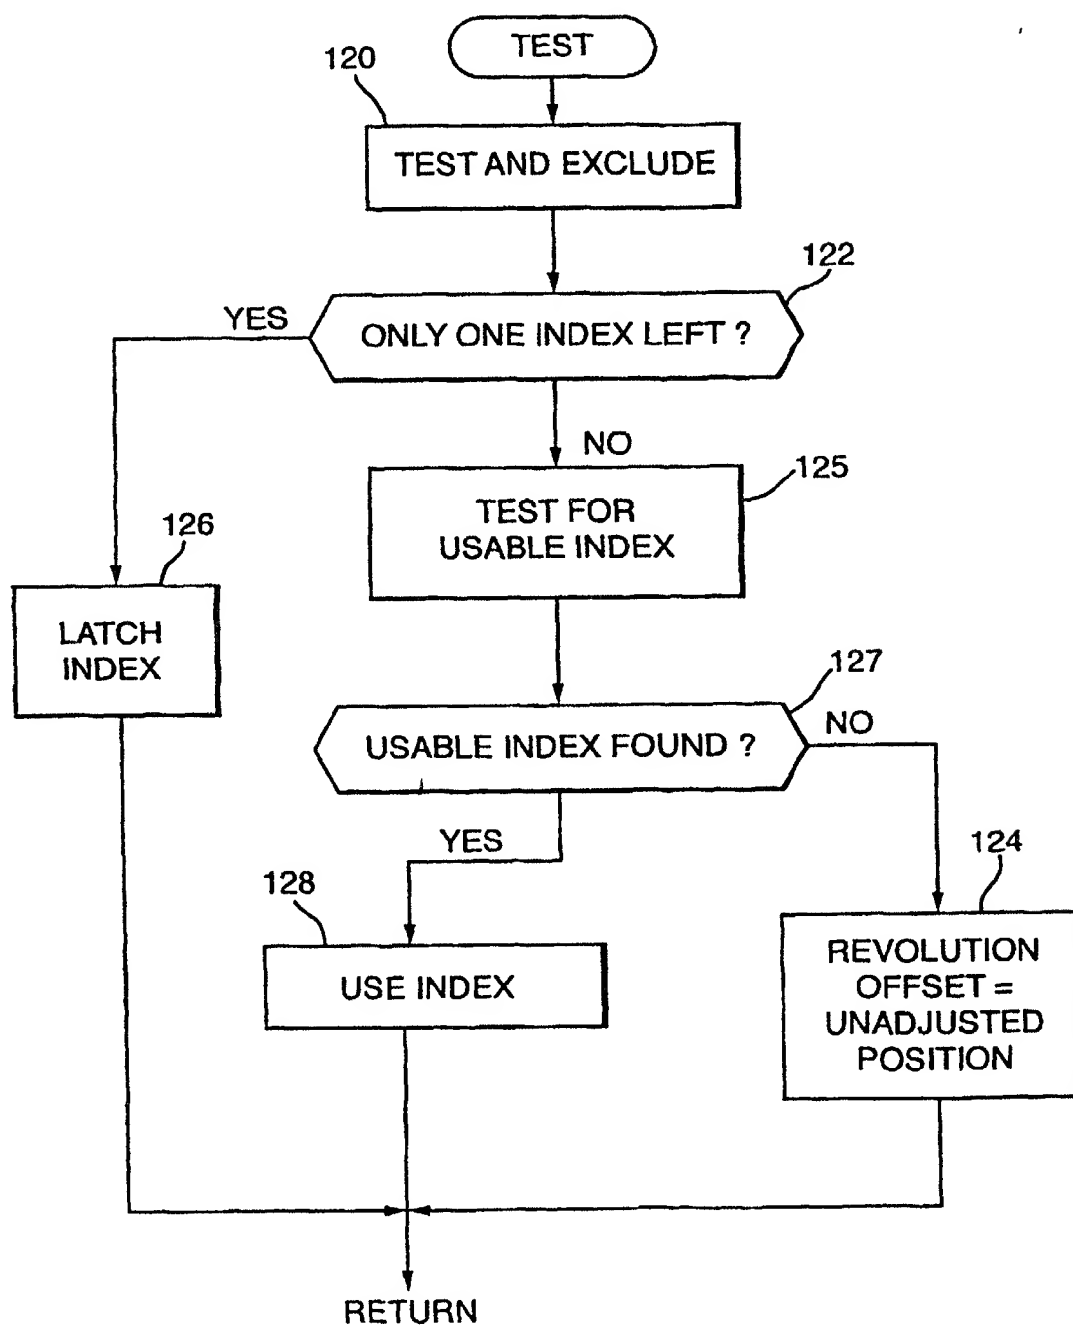 TEST
120
TEST AND EXCLUDE
122
YES
ONLY ONE INDEX LEFT ?
NO
125
TEST FOR
USABLE INDEX
126
LATCH
INDEX
127
USABLE INDEX FOUND ?
NO
YES
124
128
REVOLUTION
OFFSET =
UNADJUSTED
POSITION
USE INDEX
RETURN